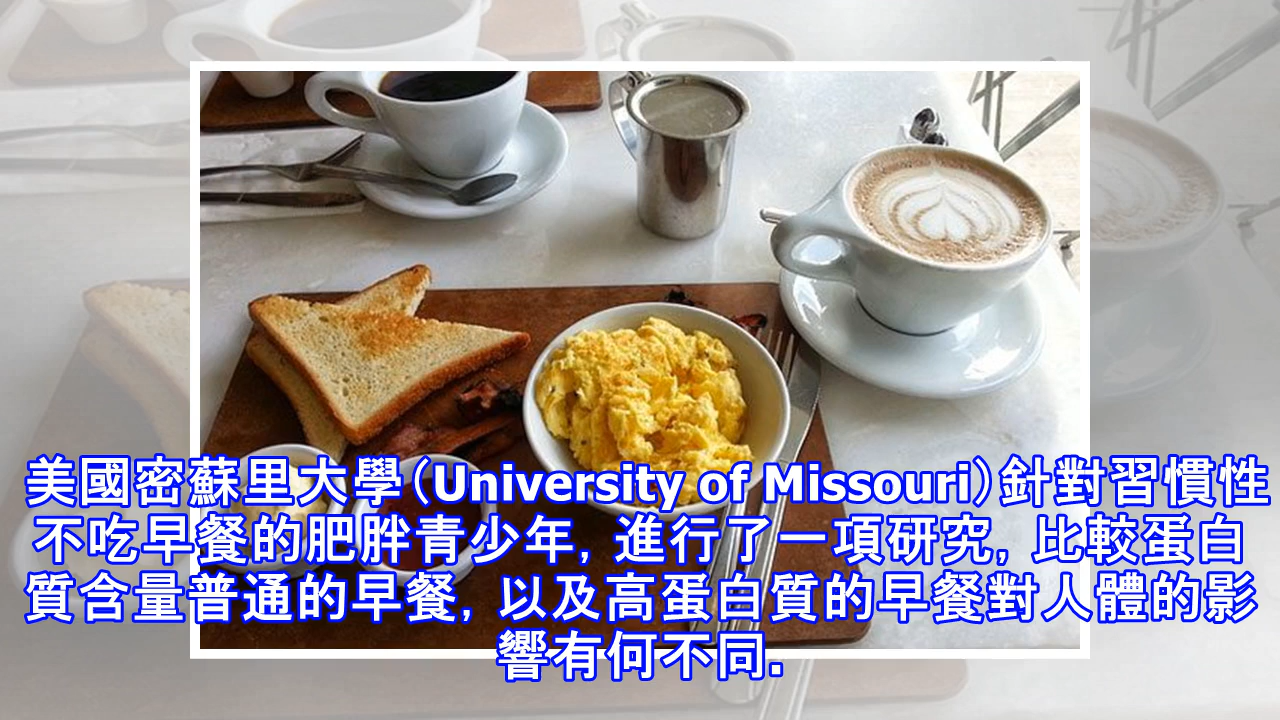 美國密蘇里大學(University of Missouri)針對習慣性
不吃早餐的肥胖青少年, 進行了一項研究, 比較蛋白
質含量普通的早餐, 以及高蛋白質的早餐對人體的影
響有何不同.